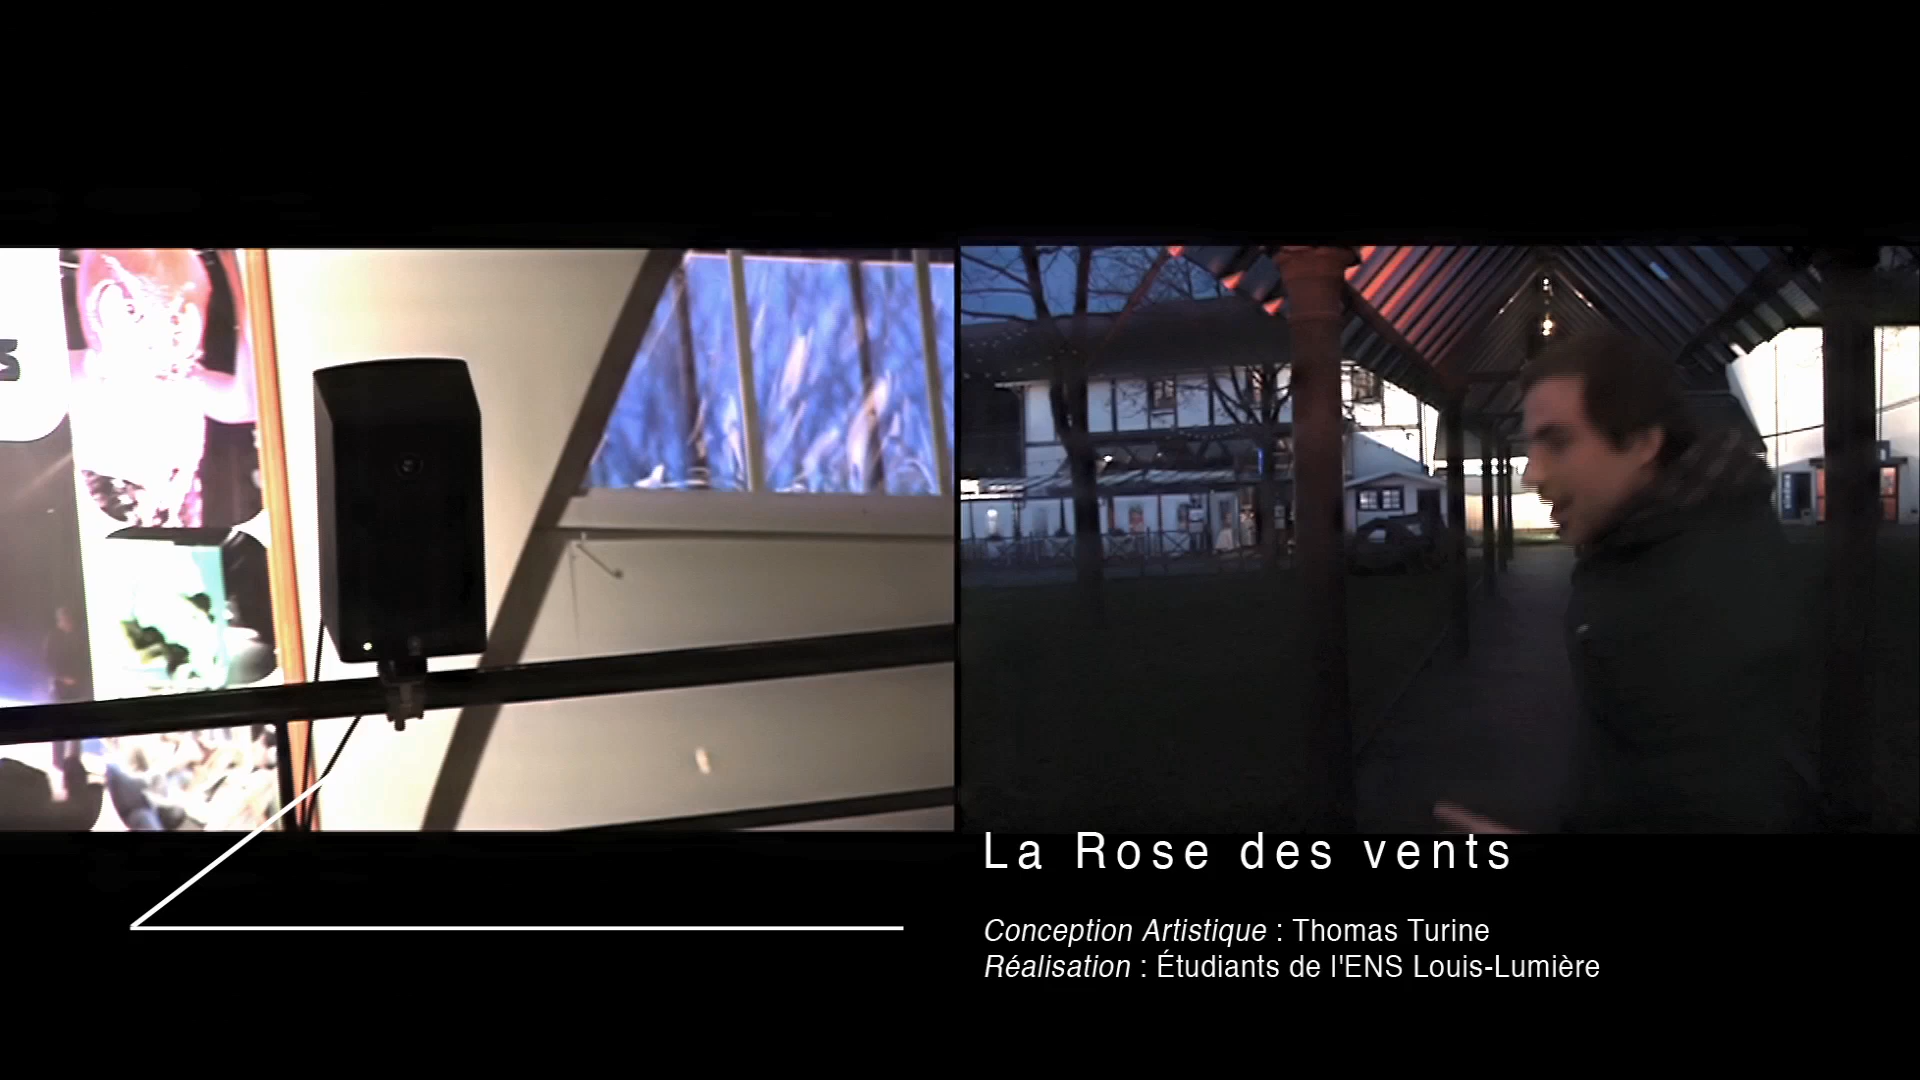 La Rose des vents
Conception Artistique : Thomas Turine
Réalisation : Étudiants de l'ENS Louis-Lumière